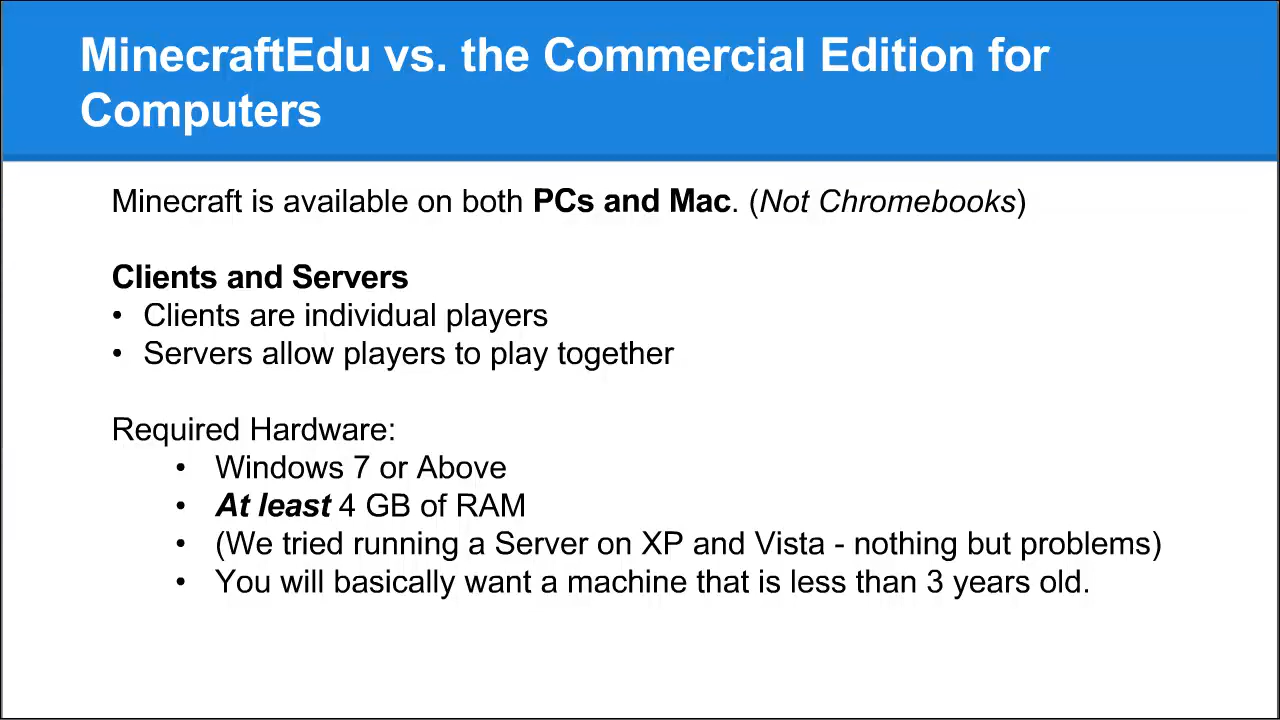 MinecraftEdu vs. the Commercial Edition for
Computers
Minecraft is available on both PCs and Mac. (Not Chromebooks)
Clients and Servers
• Clients are individual players
• Servers allow players to play together
Required Hardware:
• Windows 7 or Above
• At least 4 GB of RAM
• (We tried running a Server on XP and Vista - nothing but problems)
• You will basically want a machine that is less than 3 years old.